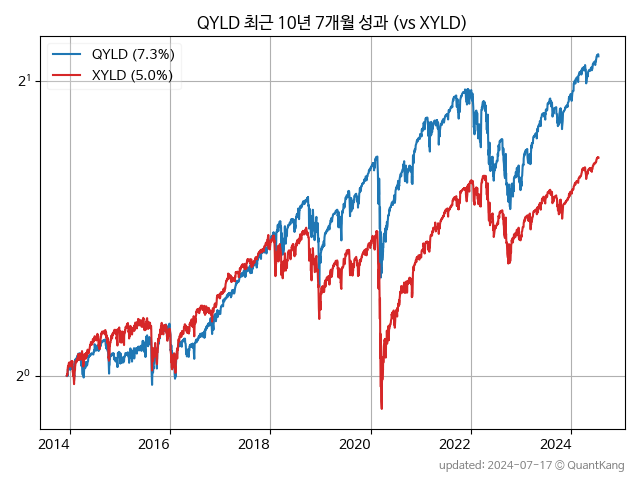 QYLD 최근 10년 7개월 성과 (vs XYLD)
QYLD (7.3%)
XYLD (5.0%)
2¹
2⁰
2014 2016 2018 2020 2022 2024
updated: 2024-07-17 © QuantKang